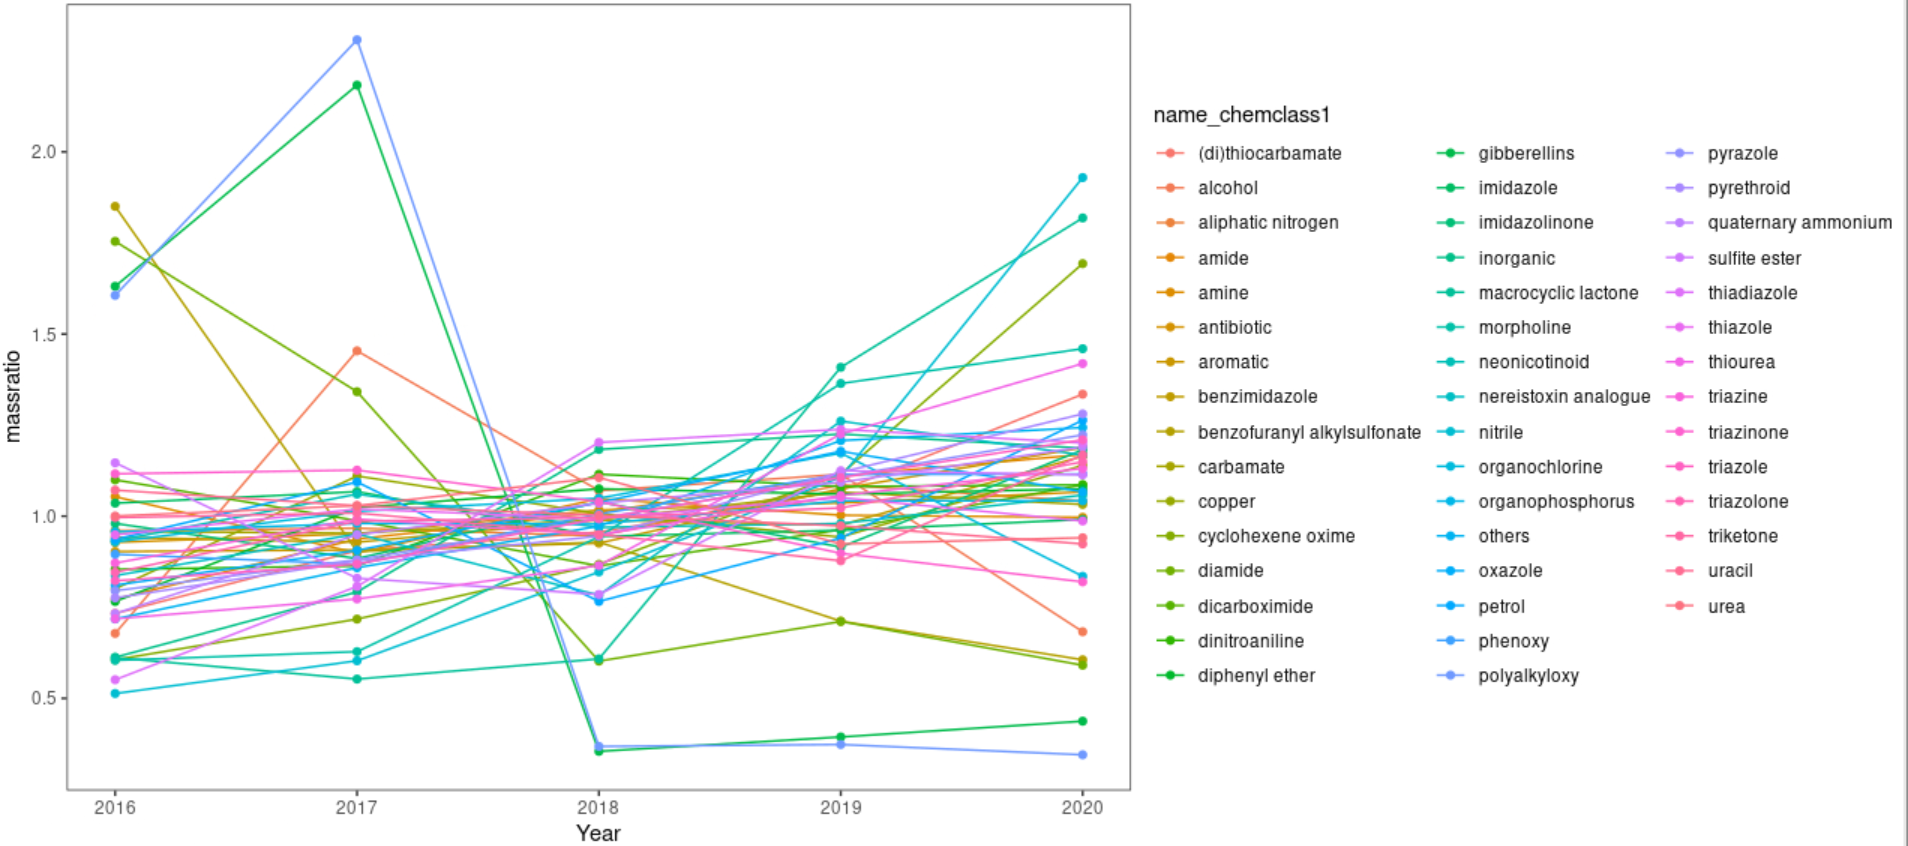 2.0
1.5
1.0
0.5
massratio
2016 2017 2018 2019 2020
Year
name_chemclass1
(di)thiocarbamate
alcohol
aliphatic nitrogen
amide
amine
antibiotic
aromatic
benzimidazole
benzofuranyl alkylsulfonate
carbamate
copper
cyclohexene oxime
diamide
dicarboximide
dinitroaniline
diphenyl ether
gibberellins
imidazole
imidazolinone
inorganic
macrocyclic lactone
morpholine
neonicotinoid
nereistoxin analogue
nitrile
organochlorine
organophosphorus
others
oxazole
petrol
phenoxy
polyalkyloxy
pyrazole
pyrethroid
quaternary ammonium
sulfite ester
thiadiazole
thiazole
thiourea
triazine
triazinone
triazole
triazolone
triketone
uracil
urea